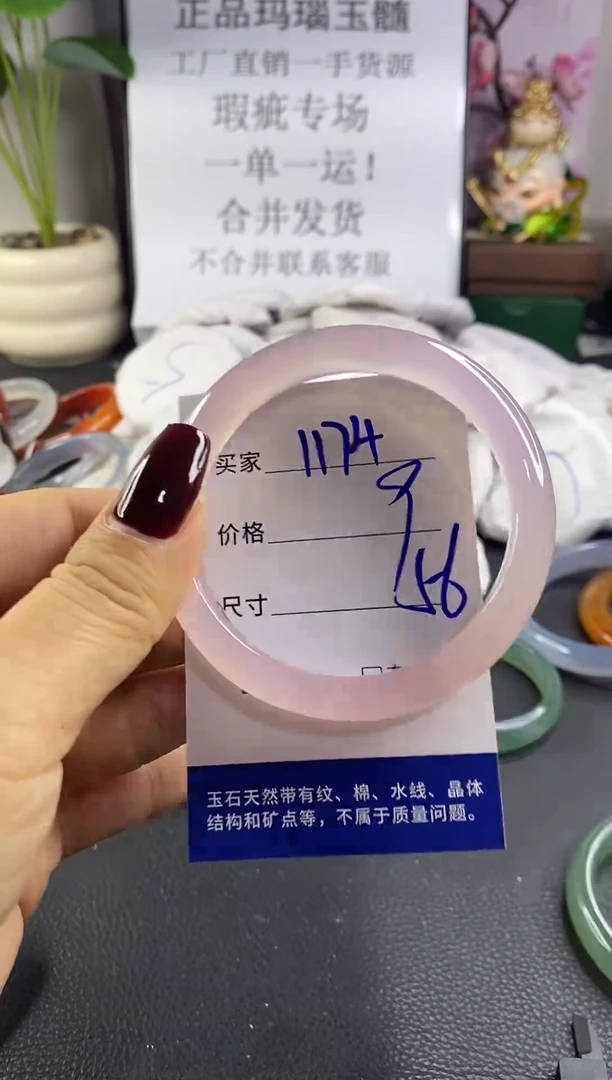 正品玛瑙玉髓
工厂直销一手货源
瑕疵专场
一单一运！
合并发货
不合并联系客服
买家 1174
价格
尺寸 56
玉石天然带有纹、棉、水线、晶体
结构和矿点等，不属于质量问题。